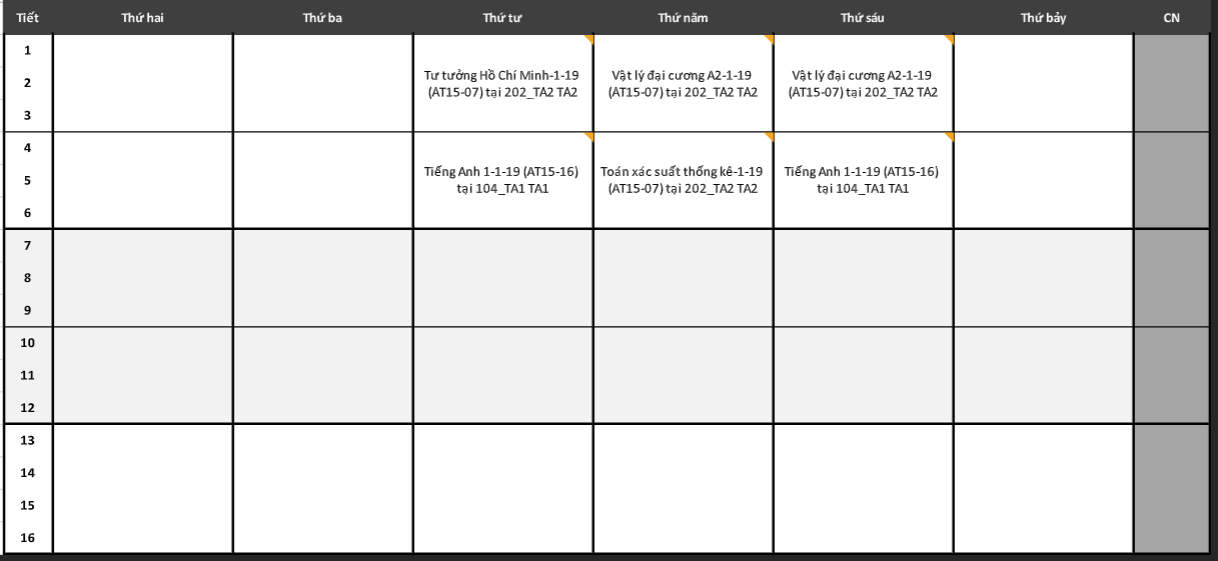 Tiết Thứ hai Thứ ba Thứ tư Thứ năm Thứ sáu Thứ bảy CN
1
2
3
Tư tưởng Hồ Chí Minh-1-19
(AT15-07) tại 202_TA2 TA2
Vật lý đại cương A2-1-19
(AT15-07) tại 202_TA2 TA2
Vật lý đại cương A2-1-19
(AT15-07) tại 202_TA2 TA2
4
5
6
Tiếng Anh 1-1-19 (AT15-16)
tại 104_TA1 TA1
Toán xác suất thống kê-1-19
(AT15-07) tại 202_TA2 TA2
Tiếng Anh 1-1-19 (AT15-16)
tại 104_TA1 TA1
7
8
9
10
11
12
13
14
15
16